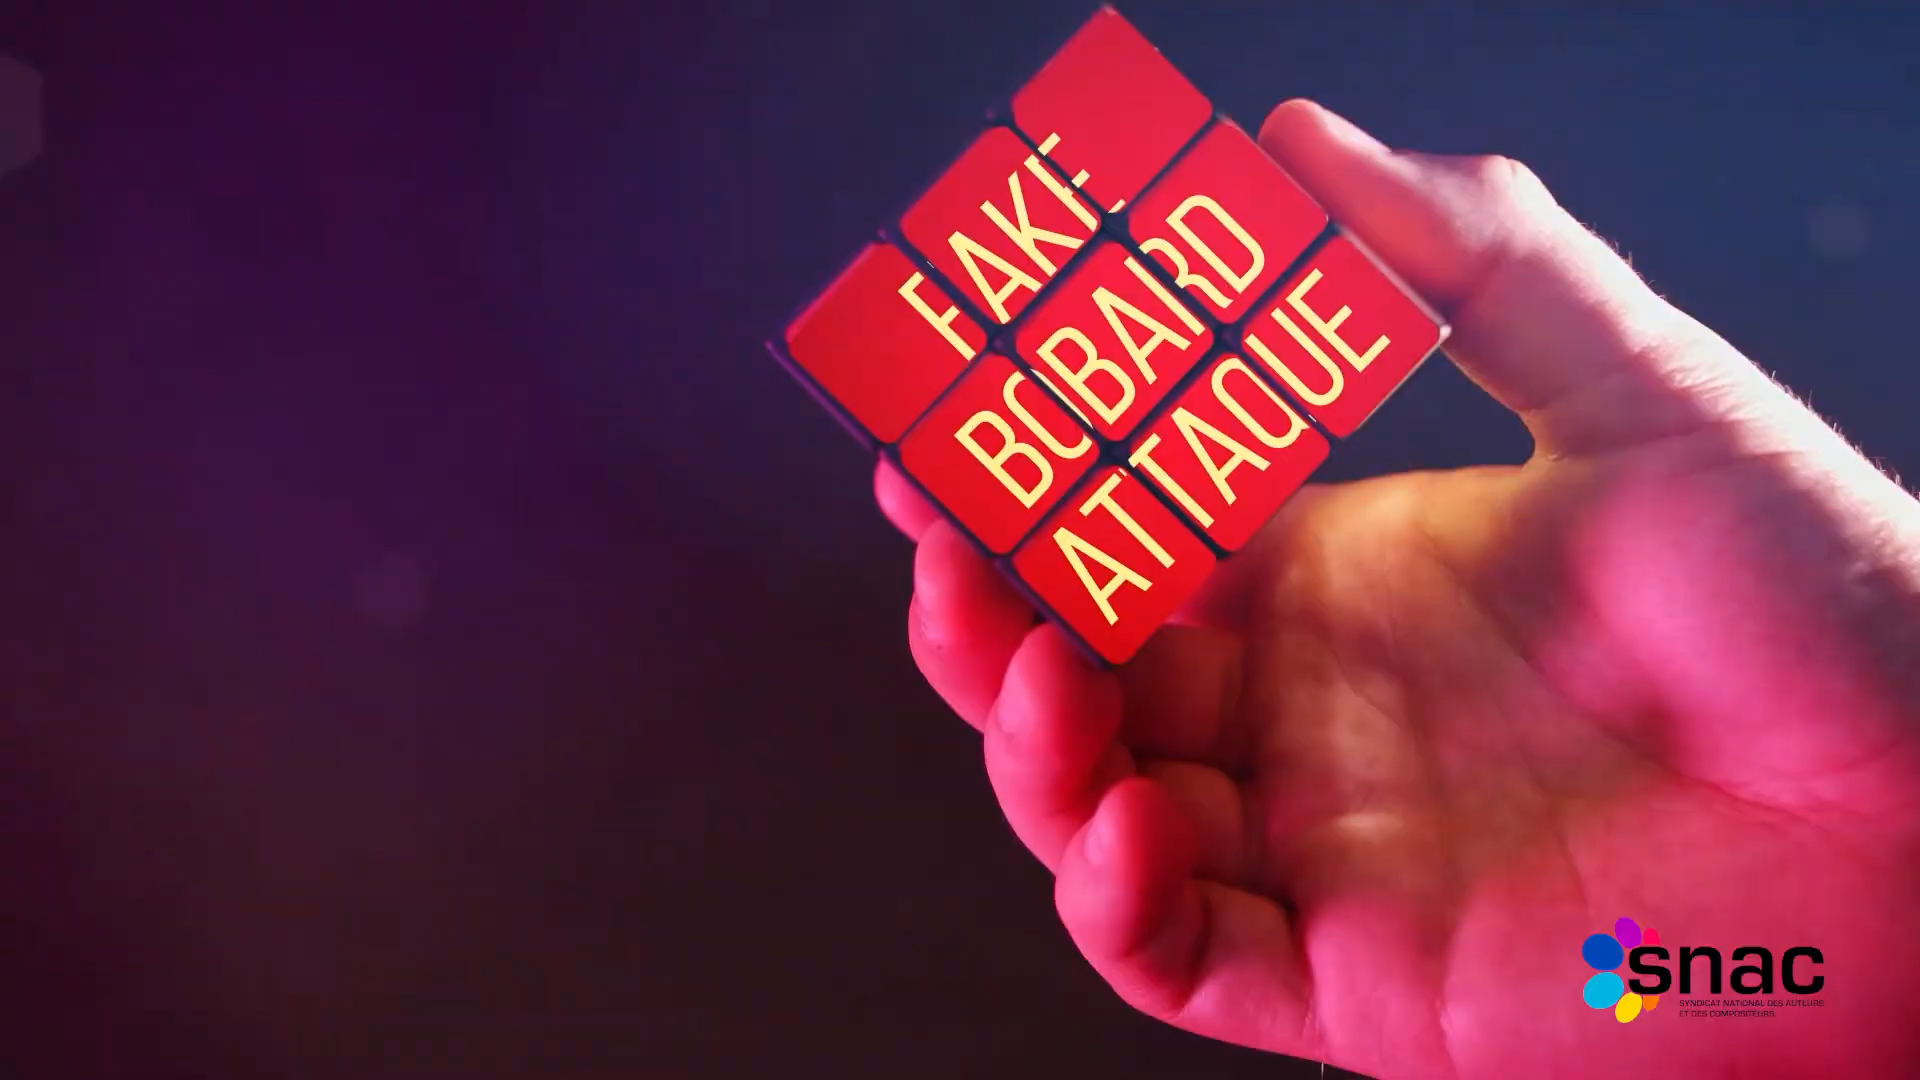 FAKE
BOBARD
ATTAQUE
snac
SYNDICAT NATIONAL DES AUTEURS
ET DES COMPOSITEURS